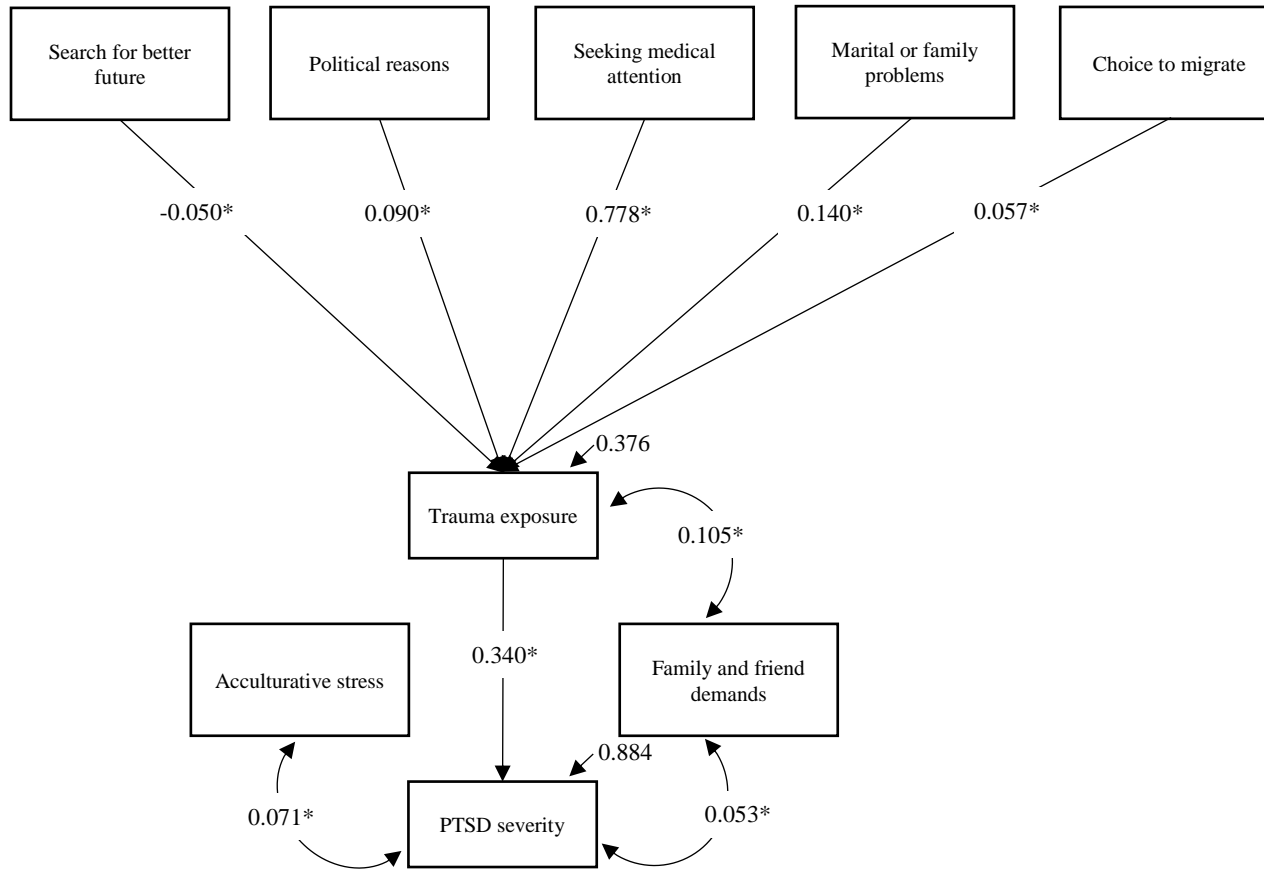 Search for better
future
Political reasons
Seeking medical
attention
Marital or family
problems
Choice to migrate
-0.050*
0.090*
0.778*
0.140*
0.057*
0.376
Trauma exposure
0.105*
Acculturative stress
0.340*
Family and friend
demands
0.884
0.071*
PTSD severity
0.053*